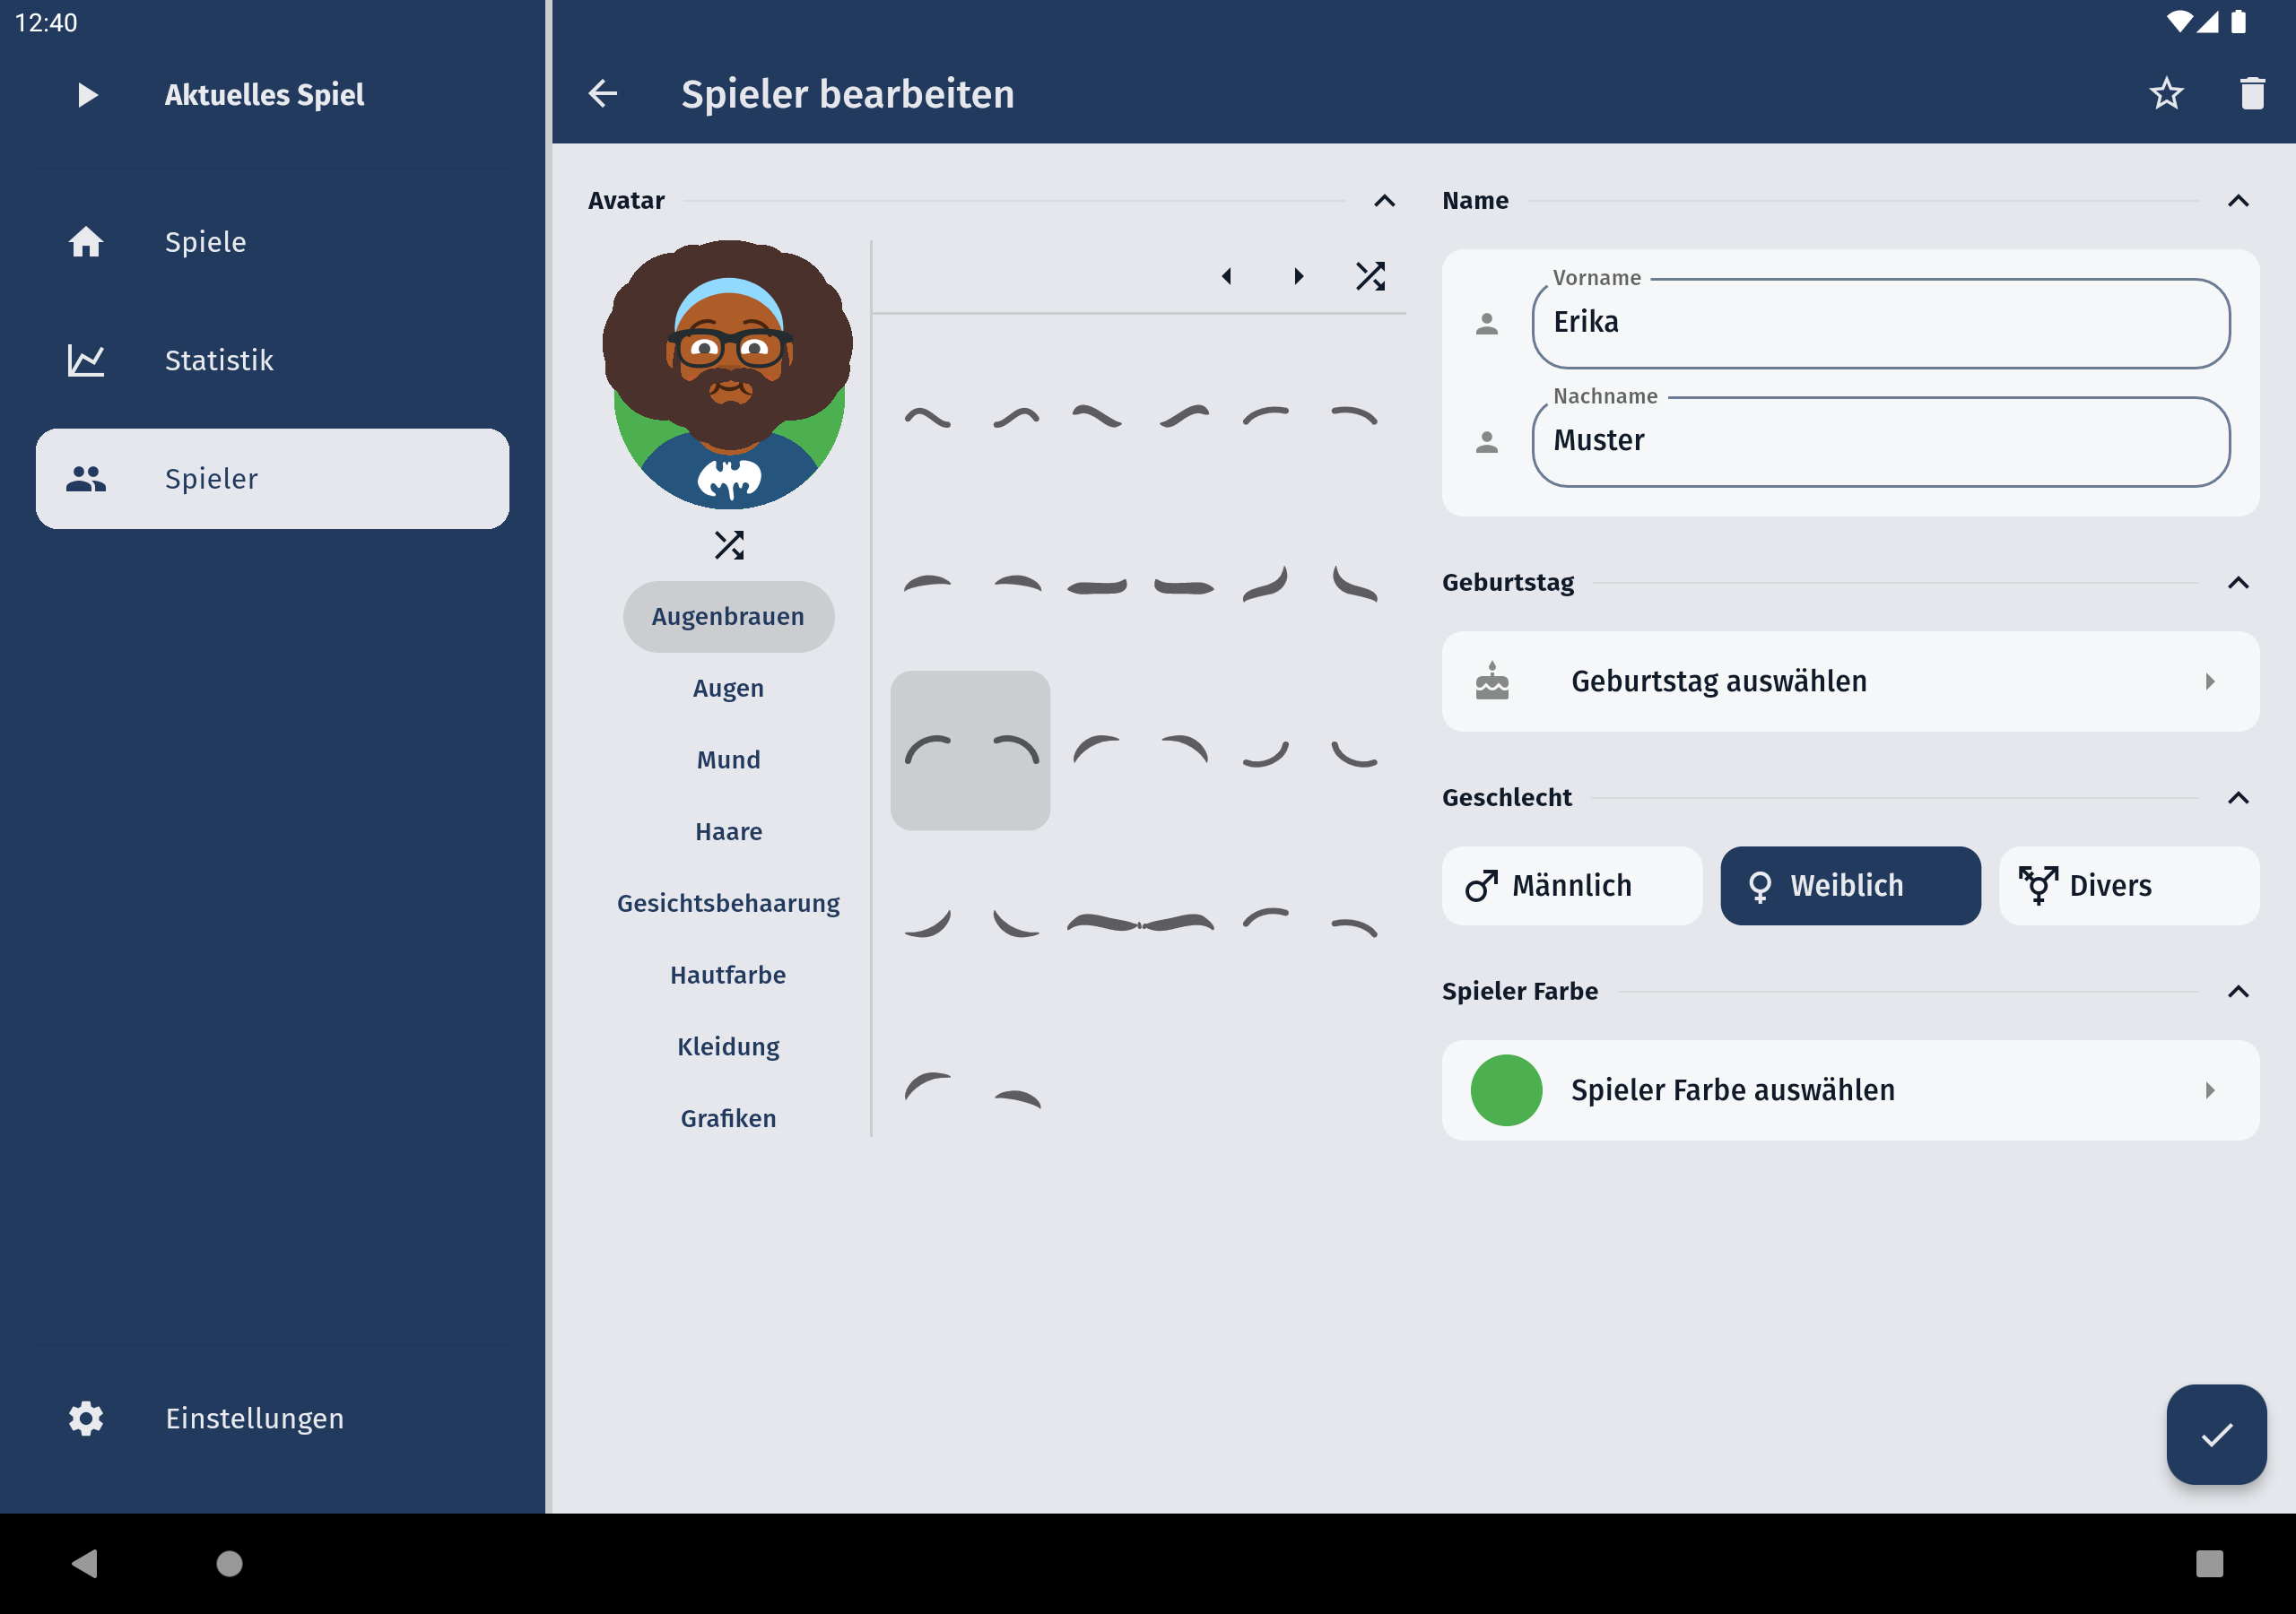 12:40
Aktuelles Spiel
Spiele
Statistik
Spieler
Einstellungen
Spieler bearbeiten
Avatar
Augenbrauen
Augen
Mund
Haare
Gesichtsbehaarung
Hautfarbe
Kleidung
Grafiken
Name
Vorname
Erika
Nachname
Muster
Geburtstag
Geburtstag auswählen
Geschlecht
Männlich
Weiblich
Divers
Spieler Farbe
Spieler Farbe auswählen